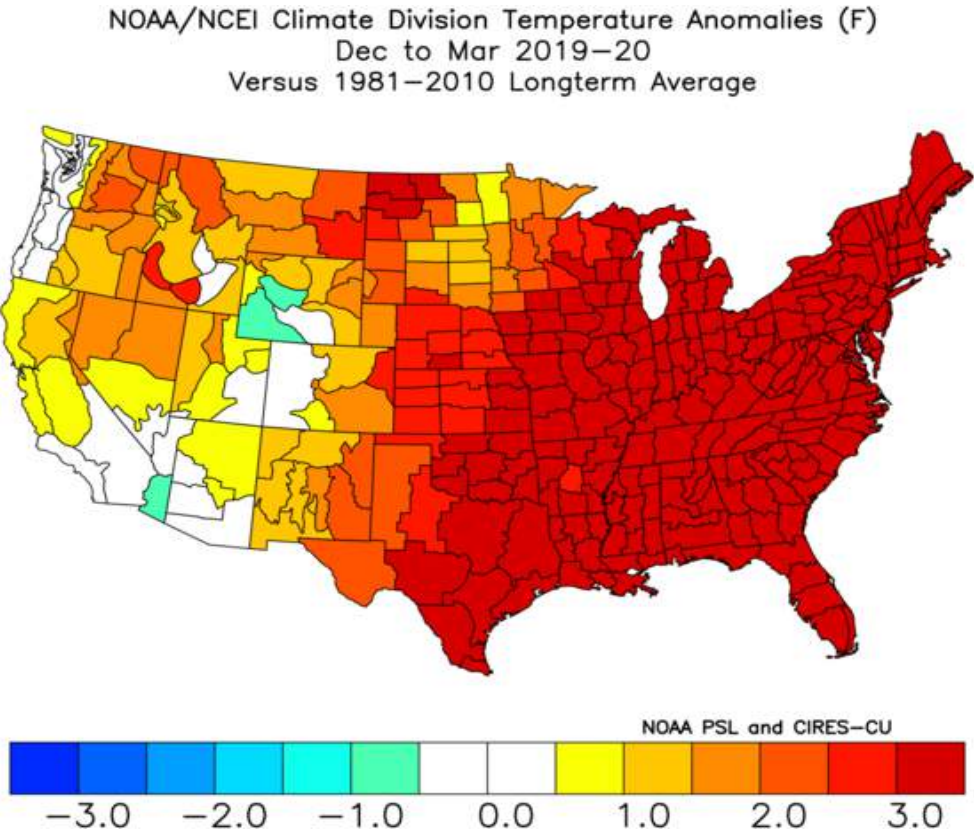 NOAA/NCEI Climate Division Temperature Anomalies (F)
Dec to Mar 2019–20
Versus 1981–2010 Longterm Average
NOAA PSL and CIRES–CU
−3.0 −2.0 −1.0 0.0 1.0 2.0 3.0